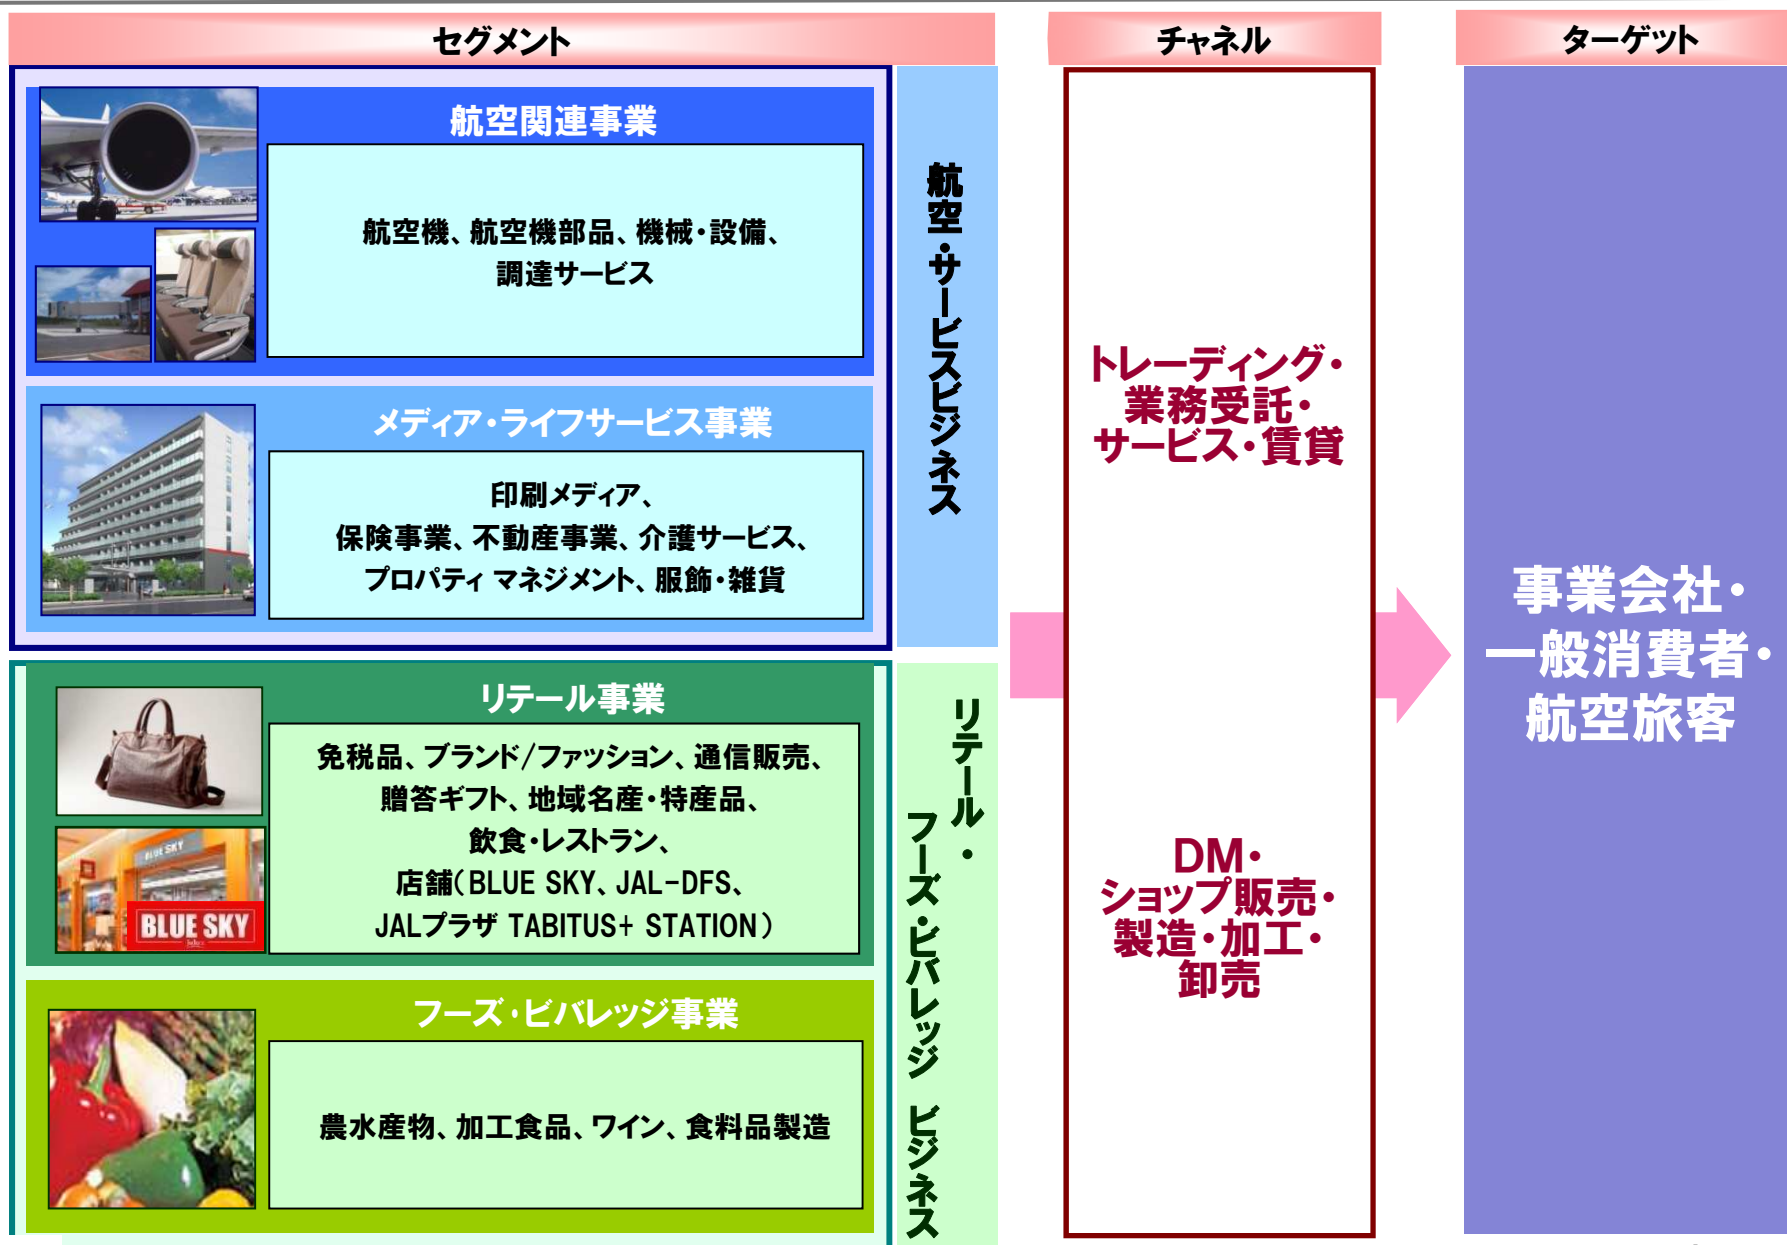 セグメント
航空関連事業
航空機、航空機部品、機械・設備、
調達サービス
メディア・ライフサービス事業
印刷メディア、
保険事業、不動産事業、介護サービス、
プロパティ マネジメント、服飾・雑貨
航空・サービスビジネス
リテール事業
免税品、ブランド/ファッション、通信販売、
贈答ギフト、地域名産・特産品、
飲食・レストラン、
店舗(BLUE SKY、JAL-DFS、
JALプラザ TABITUS+ STATION)
BLUE SKY
BLUE SKY
フーズ・ビバレッジ事業
農水産物、加工食品、ワイン、食料品製造
リテール・
フーズ・ビバレッジ ビジネス
チャネル
トレーディング・
業務受託・
サービス・賃貸
DM・
ショップ販売・
製造・加工・
卸売
ターゲット
事業会社・
一般消費者・
航空旅客